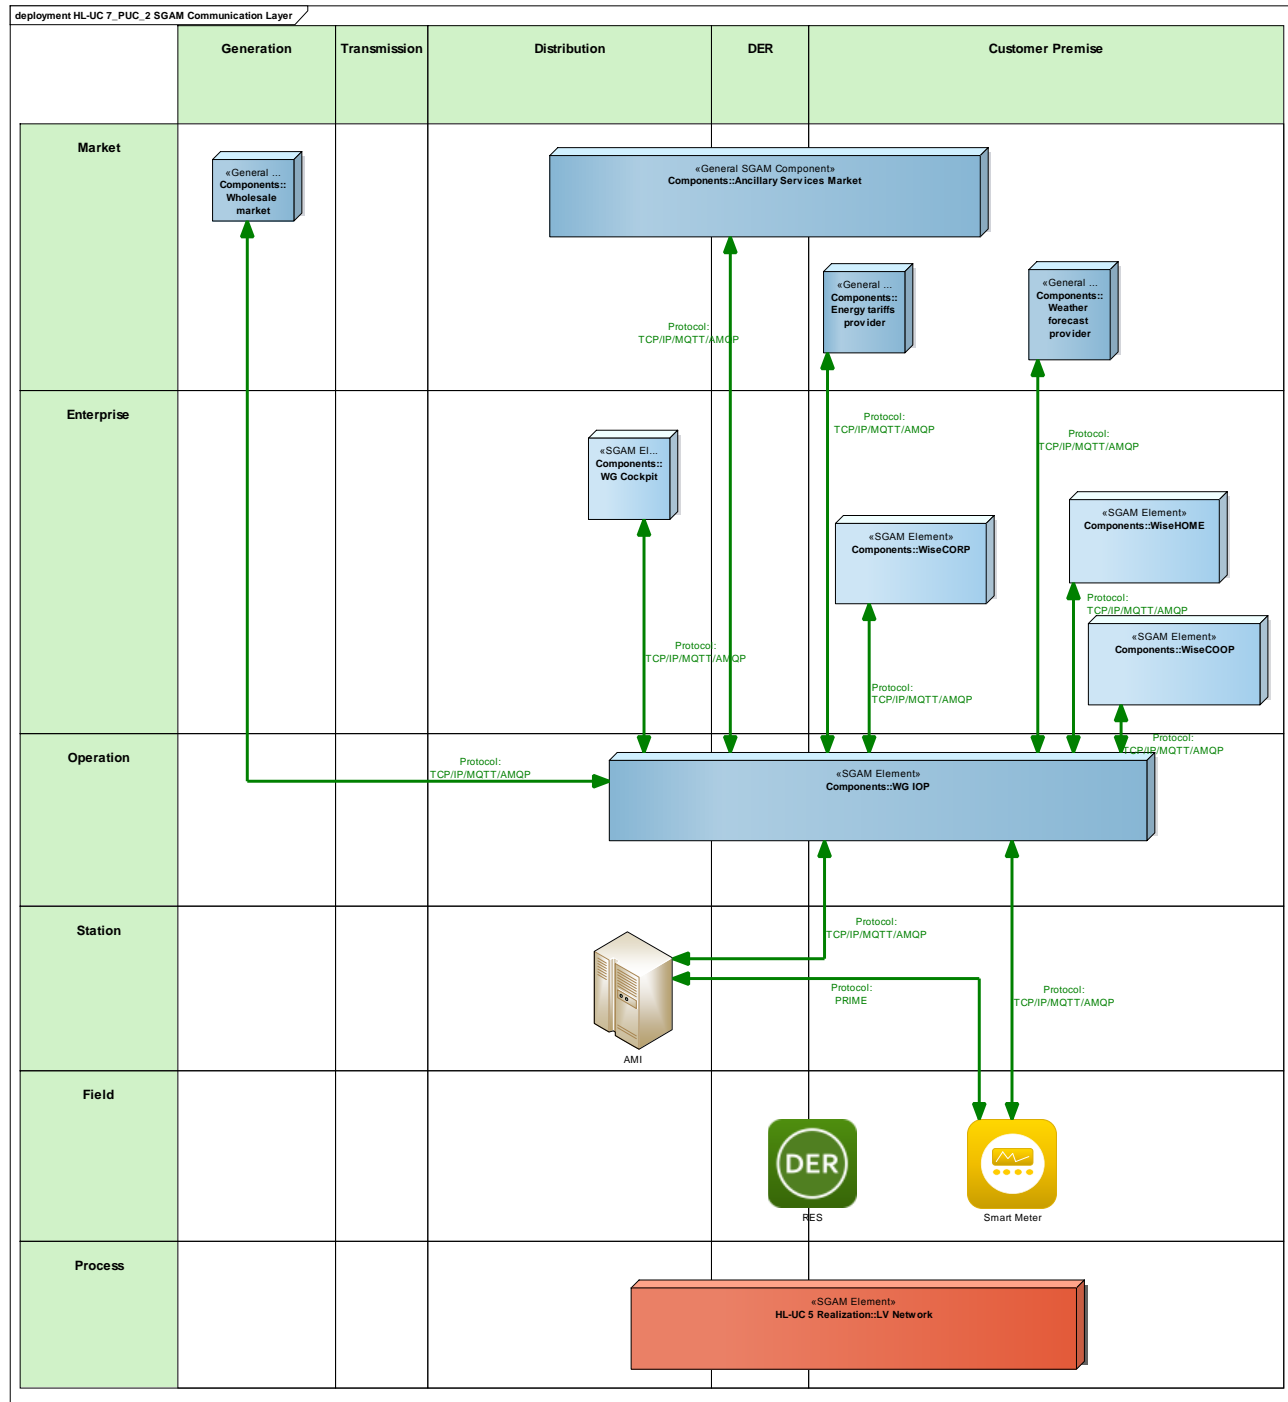 deployment HL-UC 7_PUC_2 SGAM Communication Layer
Generation
Transmission
Distribution
DER
Customer Premise
Market
«General ...
Components::
Wholesale
market
«General SGAM Component»
Components::Ancillary Services Market
«General ...
Components::
Energy tariffs
provider
«General ...
Components::
Weather
forecast
provider
Protocol:
TCP/IP/MQTT/AMQP
Enterprise
Protocol:
TCP/IP/MQTT/AMQP
Protocol:
TCP/IP/MQTT/AMQP
«SGAM El...
Components::
WG Cockpit
«SGAM Element»
Components::WiseCORP
«SGAM Element»
Components::WiseHOME
Protocol:
TCP/IP/MQTT/AMQP
«SGAM Element»
Components::WiseCOOP
Protocol:
TCP/IP/MQTT/AMQP
Protocol:
TCP/IP/MQTT/AMQP
Protocol:
TCP/IP/MQTT/AMQP
Operation
Protocol:
TCP/IP/MQTT/AMQP
«SGAM Element»
Components::WG IOP
Station
Protocol:
TCP/IP/MQTT/AMQP
Protocol:
PRIME
Protocol:
TCP/IP/MQTT/AMQP
AMI
Field
DER
RES
Smart Meter
Process
«SGAM Element»
HL-UC 5 Realization::LV Network